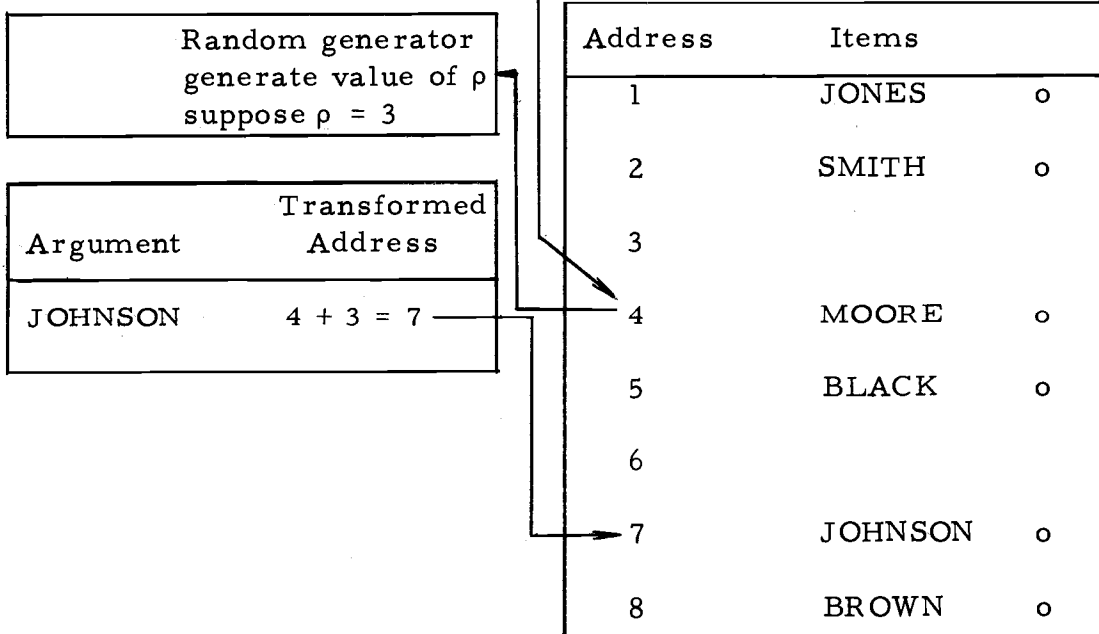 Random generator
generate value of ρ
suppose ρ = 3
Transformed
Argument Address
JOHNSON 4 + 3 = 7
Address Items
1 JONES o
2 SMITH o
3
4 MOORE o
5 BLACK o
6
7 JOHNSON o
8 BROWN o